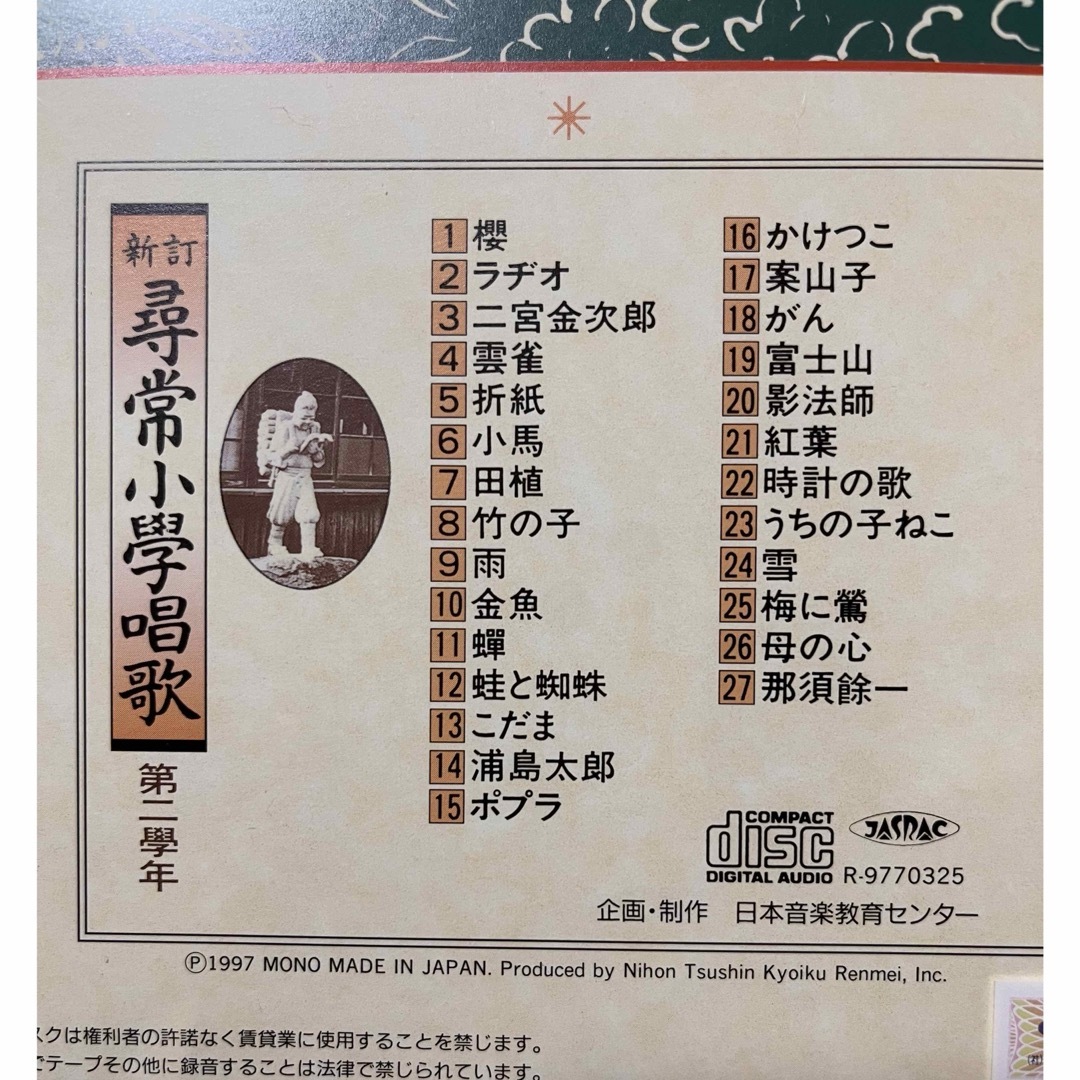 新訂 尋常小學唱歌
第二學年
1 櫻
2 ラヂオ
3 二宮金次郎
4 雲雀
5 折紙
6 小馬
7 田植
8 竹の子
9 雨
10 金魚
11 蟬
12 蛙と蜘蛛
13 こだま
14 浦島太郎
15 ポプラ
16 かけつこ
17 案山子
18 がん
19 富士山
20 影法師
21 紅葉
22 時計の歌
23 うちの子ねこ
24 雪
25 梅に鶯
26 母の心
27 那須餘一
COMPACT
disc
DIGITAL AUDIO
JASRAC
R-9770325
企画・制作 日本音楽教育センター
Ⓟ1997 MONO MADE IN JAPAN. Produced by Nihon Tsushin Kyoiku Renmei, Inc.
スクは権利者の許諾なく賃貸業に使用することを禁じます。
でテープその他に録音することは法律で禁じられています。